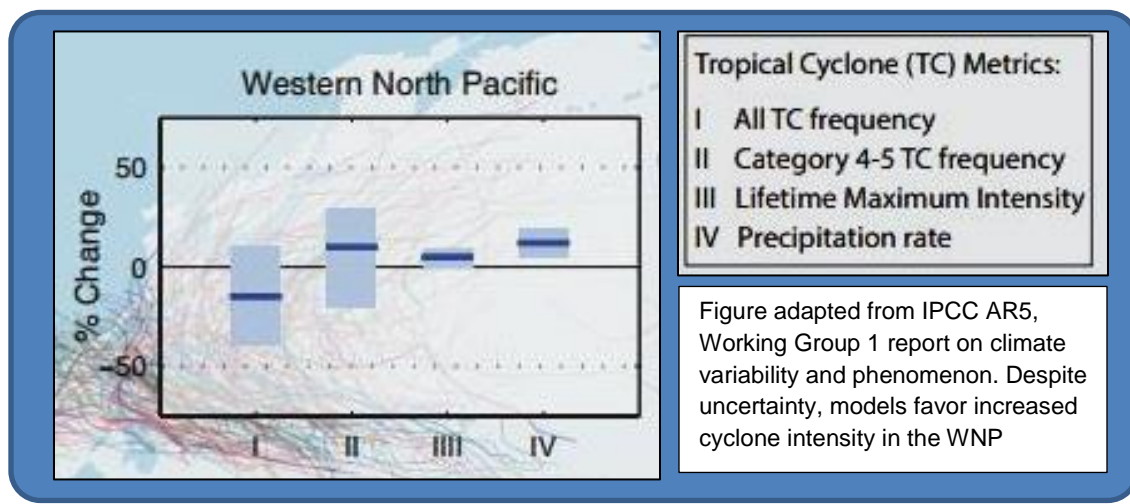 Western North Pacific
50
0
-50
% Change
I II IIII IV
Tropical Cyclone (TC) Metrics:
I All TC frequency
II Category 4-5 TC frequency
III Lifetime Maximum Intensity
IV Precipitation rate
Figure adapted from IPCC AR5,
Working Group 1 report on climate
variability and phenomenon. Despite
uncertainty, models favor increased
cyclone intensity in the WNP